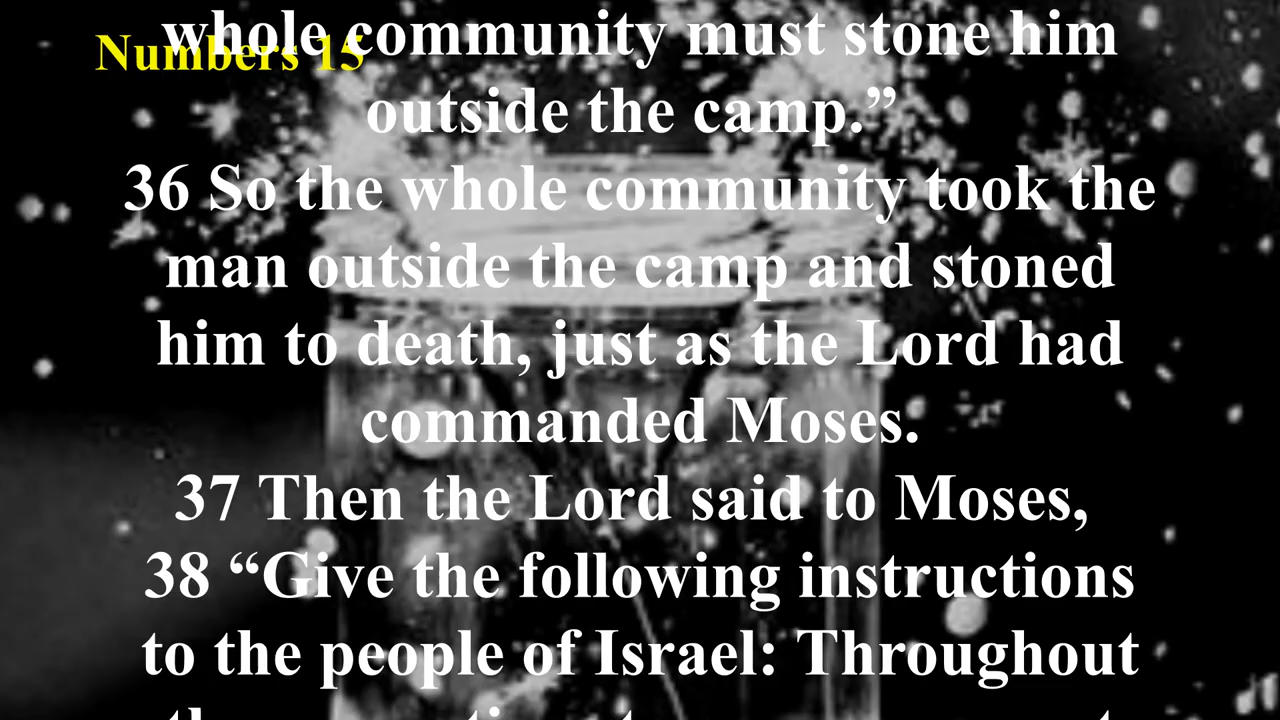 Numbers 15
whole community must stone him
outside the camp.”
36 So the whole community took the
man outside the camp and stoned
him to death, just as the Lord had
commanded Moses.
37 Then the Lord said to Moses,
38 “Give the following instructions
to the people of Israel: Throughout